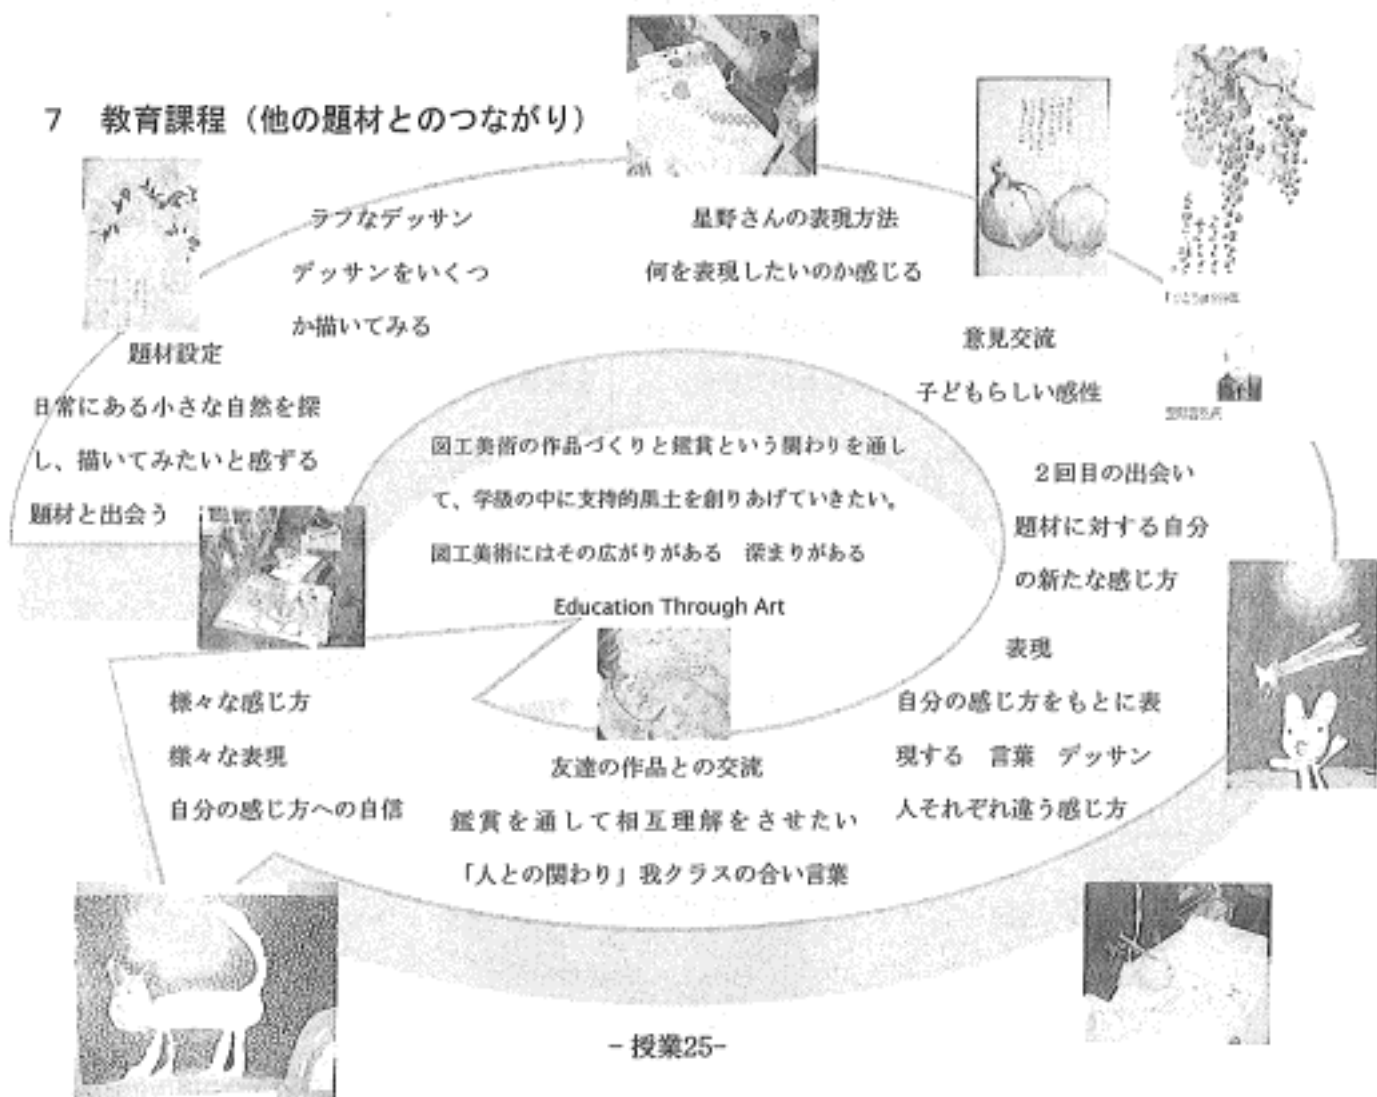 7 教育課程（他の題材とのつながり）
ラフなデッサン
デッサンをいくつ
か描いてみる
星野さんの表現方法
何を表現したいのか感じる
題材設定
日常にある小さな自然を探
し、描いてみたいと感ずる
題材と出会う
意見交流
子どもらしい感性
2回目の出会い
題材に対する自分
の新たな感じ方
表現
自分の感じ方をもとに表
現する 言葉 デッサン
人それぞれ違う感じ方
図工美術の作品づくりと鑑賞という関わりを通し
て、学級の中に支持的風土を創りあげていきたい。
図工美術にはその広がりがある 深まりがある
Education Through Art
友達の作品との交流
鑑賞を通して相互理解をさせたい
「人との関わり」我クラスの合い言葉
様々な感じ方
様々な表現
自分の感じ方への自信
－授業25－